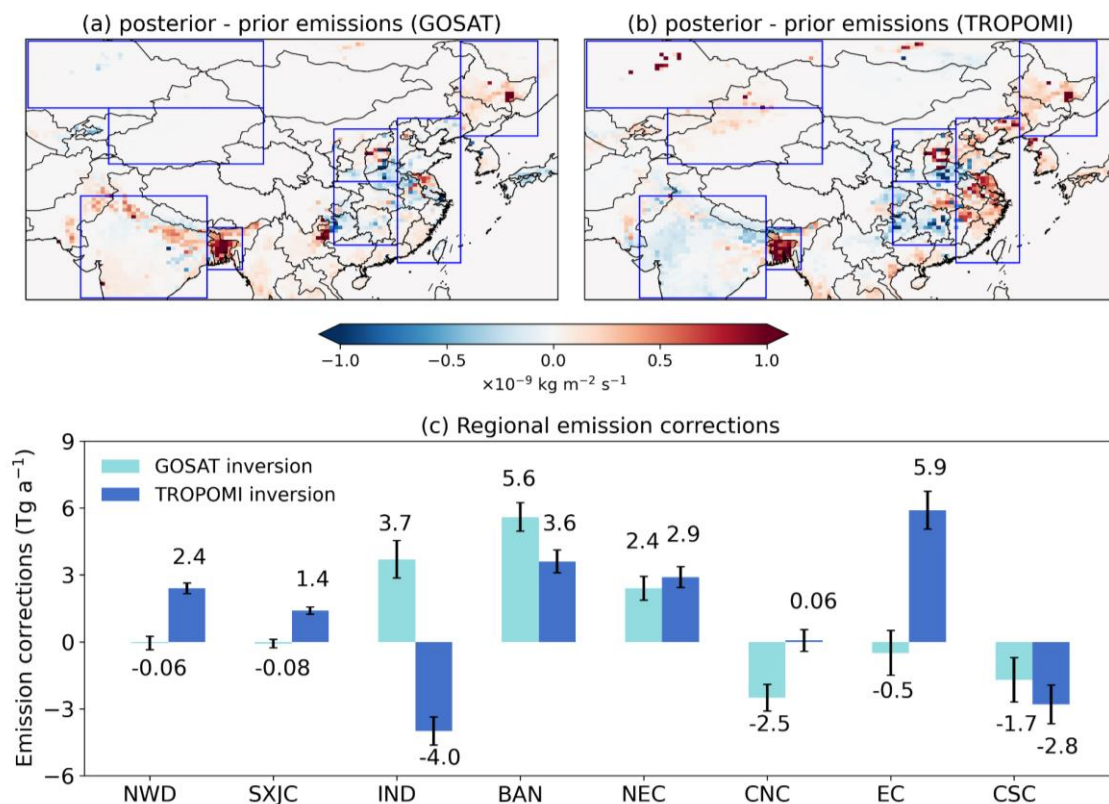 (a) posterior - prior emissions (GOSAT)
(b) posterior - prior emissions (TROPOMI)
−1.0 −0.5 0.0 0.5 1.0
×10⁻⁹ kg m⁻² s⁻¹
(c) Regional emission corrections
Emission corrections (Tg a⁻¹)
9
6
3
0
−3
−6
GOSAT inversion
TROPOMI inversion
-0.06
2.4
-0.08
1.4
3.7
-4.0
5.6
3.6
2.4
2.9
-2.5
0.06
-0.5
5.9
-1.7
-2.8
NWD SXJC IND BAN NEC CNC EC CSC